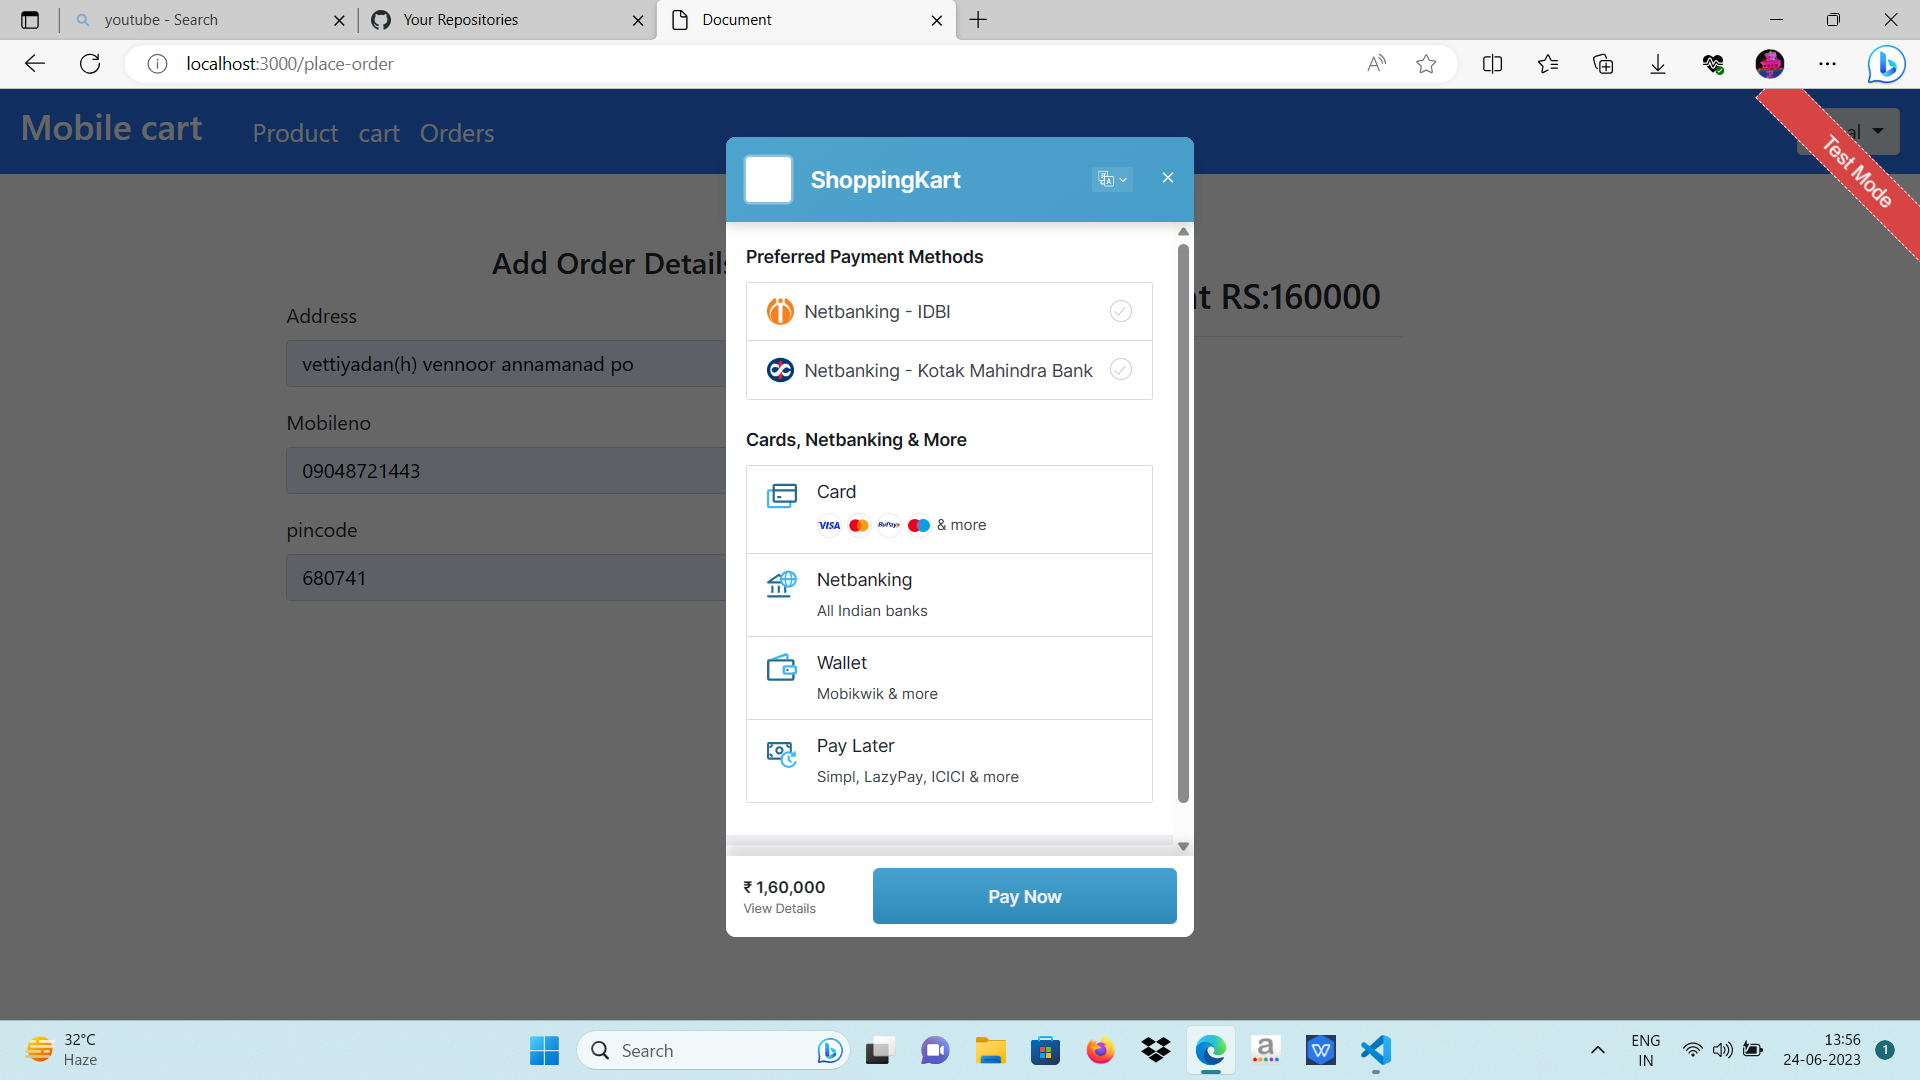 youtube - Search
Your Repositories
Document
localhost:3000/place-order
Mobile cart
Product
cart
Orders
al
Test Mode
ShoppingKart
Add Order Details
Address
vettiyadan(h) vennoor annamanad po
Mobileno
09048721443
pincode
680741
RS:160000
Preferred Payment Methods
Netbanking - IDBI
Netbanking - Kotak Mahindra Bank
Cards, Netbanking & More
Card
VISA RuPay & more
Netbanking
All Indian banks
Wallet
Mobikwik & more
Pay Later
Simpl, LazyPay, ICICI & more
₹ 1,60,000
View Details
Pay Now
32°C
Haze
Search
ENG
IN
13:56
24-06-2023
1